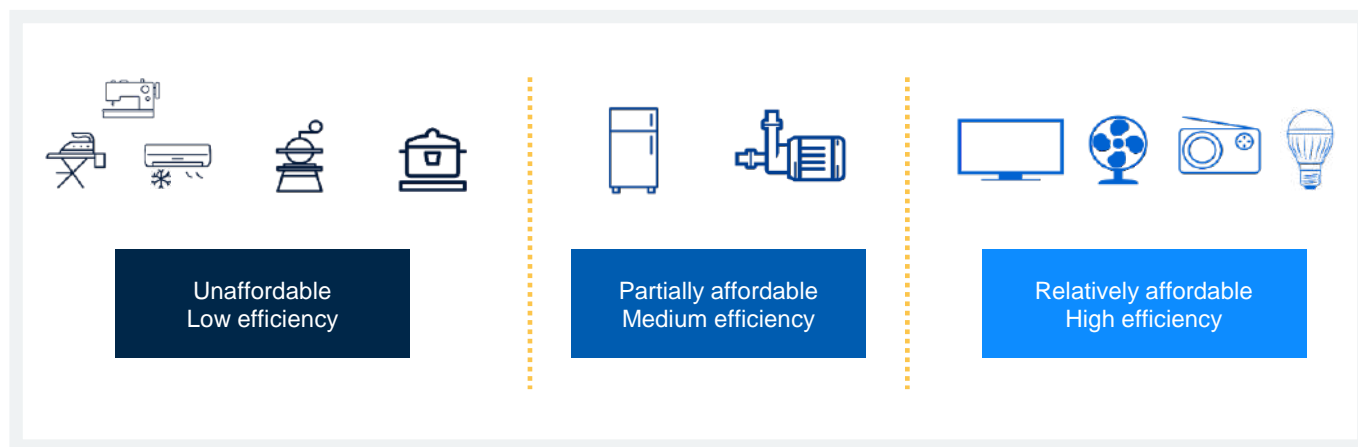 Unaffordable
Low efficiency
Partially affordable
Medium efficiency
Relatively affordable
High efficiency